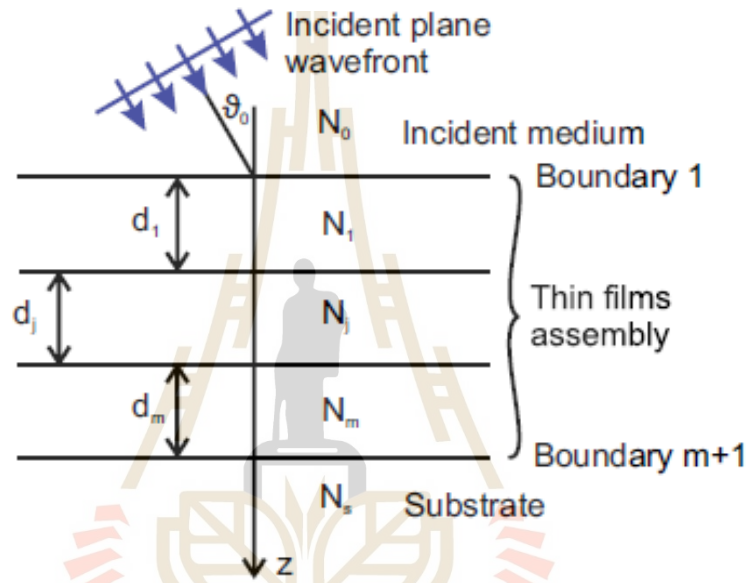 Incident plane
wavefront
ϑ₀
N₀
Incident medium
Boundary 1
d₁
N₁
Thin films
assembly
dⱼ
Nⱼ
dₘ
Nₘ
Boundary m+1
Nₛ
Substrate
z